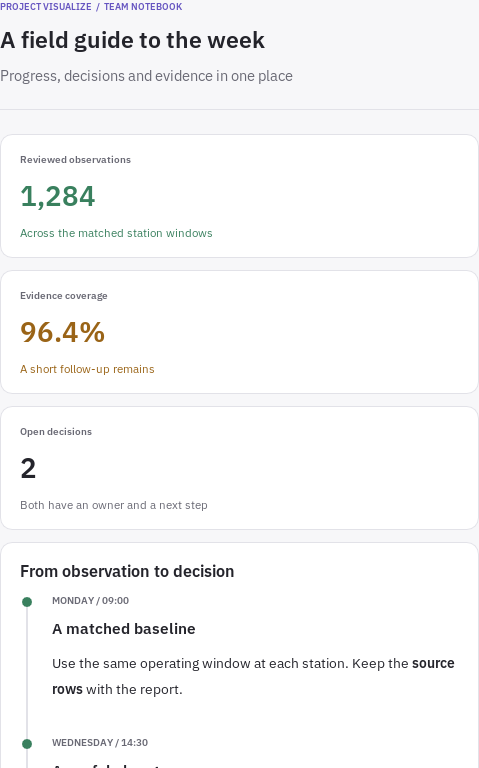 PROJECT VISUALIZE / TEAM NOTEBOOK
A field guide to the week
Progress, decisions and evidence in one place
Reviewed observations
1,284
Across the matched station windows
Evidence coverage
96.4%
A short follow-up remains
Open decisions
2
Both have an owner and a next step
From observation to decision
MONDAY / 09:00
A matched baseline
Use the same operating window at each station. Keep the source
rows with the report.
WEDNESDAY / 14:30